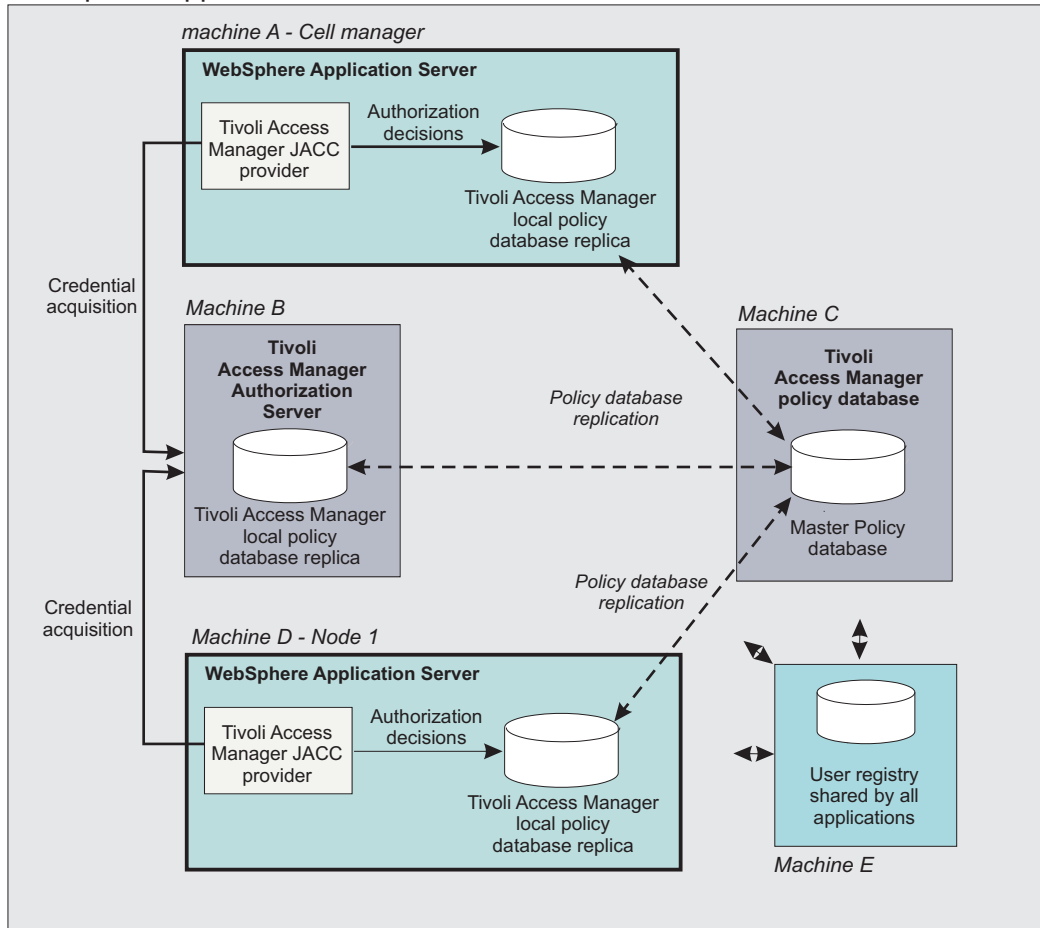 machine A - Cell manager
WebSphere Application Server
Tivoli Access
Manager JACC
provider
Authorization
decisions
Tivoli Access Manager
local policy
database replica
Credential
acquisition
Machine B
Tivoli
Access Manager
Authorization
Server
Tivoli Access Manager
local policy
database replica
Policy database
replication
Machine C
Tivoli
Access Manager
policy database
Master Policy
database
Policy database
replication
Credential
acquisition
Machine D - Node 1
WebSphere Application Server
Tivoli Access
Manager JACC
provider
Authorization
decisions
Tivoli Access Manager
local policy
database replica
User registry
shared by all
applications
Machine E